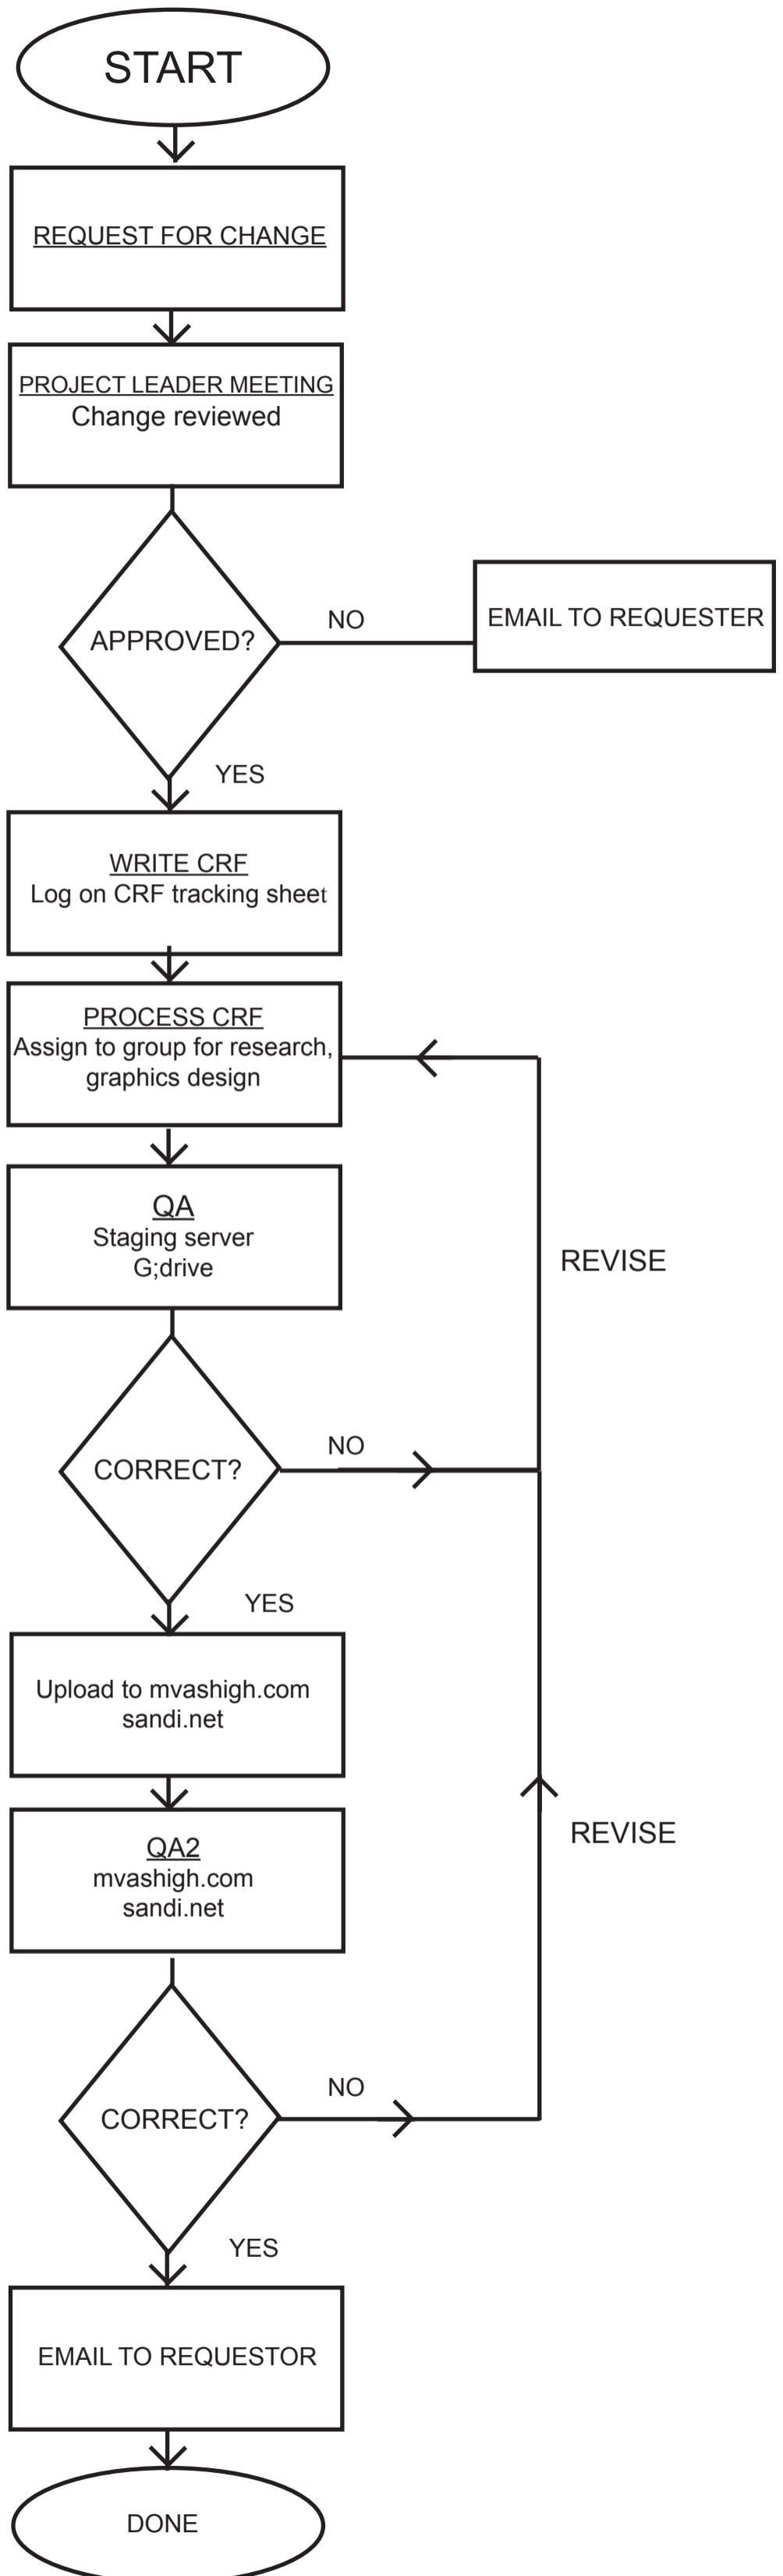 START
REQUEST FOR CHANGE
PROJECT LEADER MEETING
Change reviewed
APPROVED?
NO
EMAIL TO REQUESTER
YES
WRITE CRF
Log on CRF tracking sheet
PROCESS CRF
Assign to group for research,
graphics design
QA
Staging server
G;drive
REVISE
CORRECT?
NO
YES
Upload to mvashigh.com
sandi.net
QA2
mvashigh.com
sandi.net
REVISE
CORRECT?
NO
YES
EMAIL TO REQUESTOR
DONE